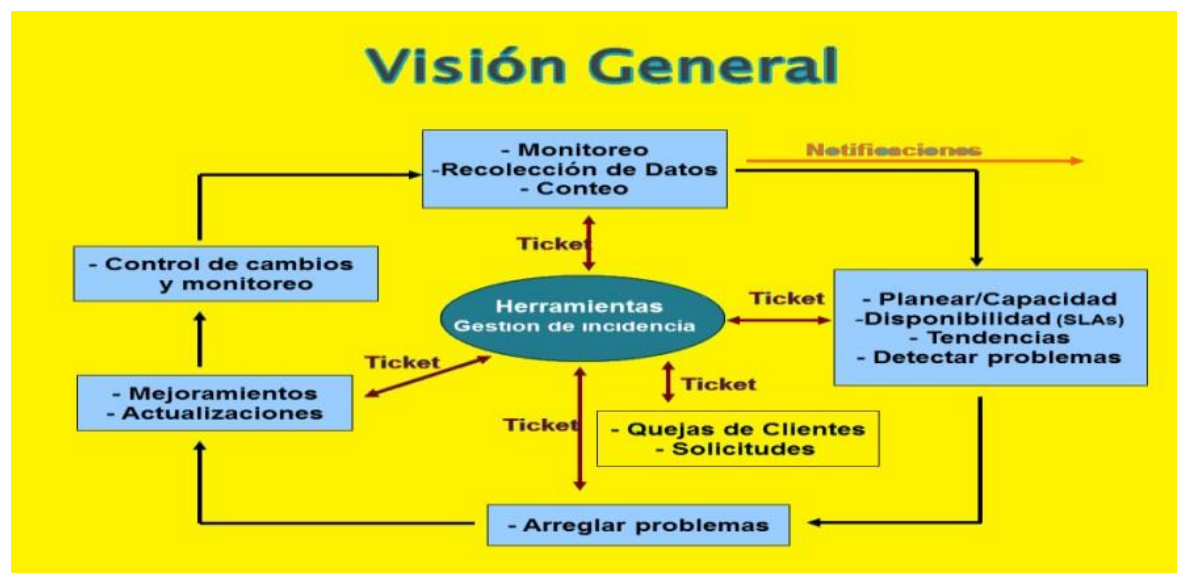 Visión General
- Monitoreo
-Recolección de Datos
- Conteo
Notificaciones
Ticket
- Control de cambios
y monitoreo
Herramientas
Gestión de incidencia
Ticket
- Planear/Capacidad
-Disponibilidad (SLAs)
- Tendencias
- Detectar problemas
Ticket
- Mejoramientos
- Actualizaciones
Ticket
Ticket
- Quejas de Clientes
- Solicitudes
- Arreglar problemas